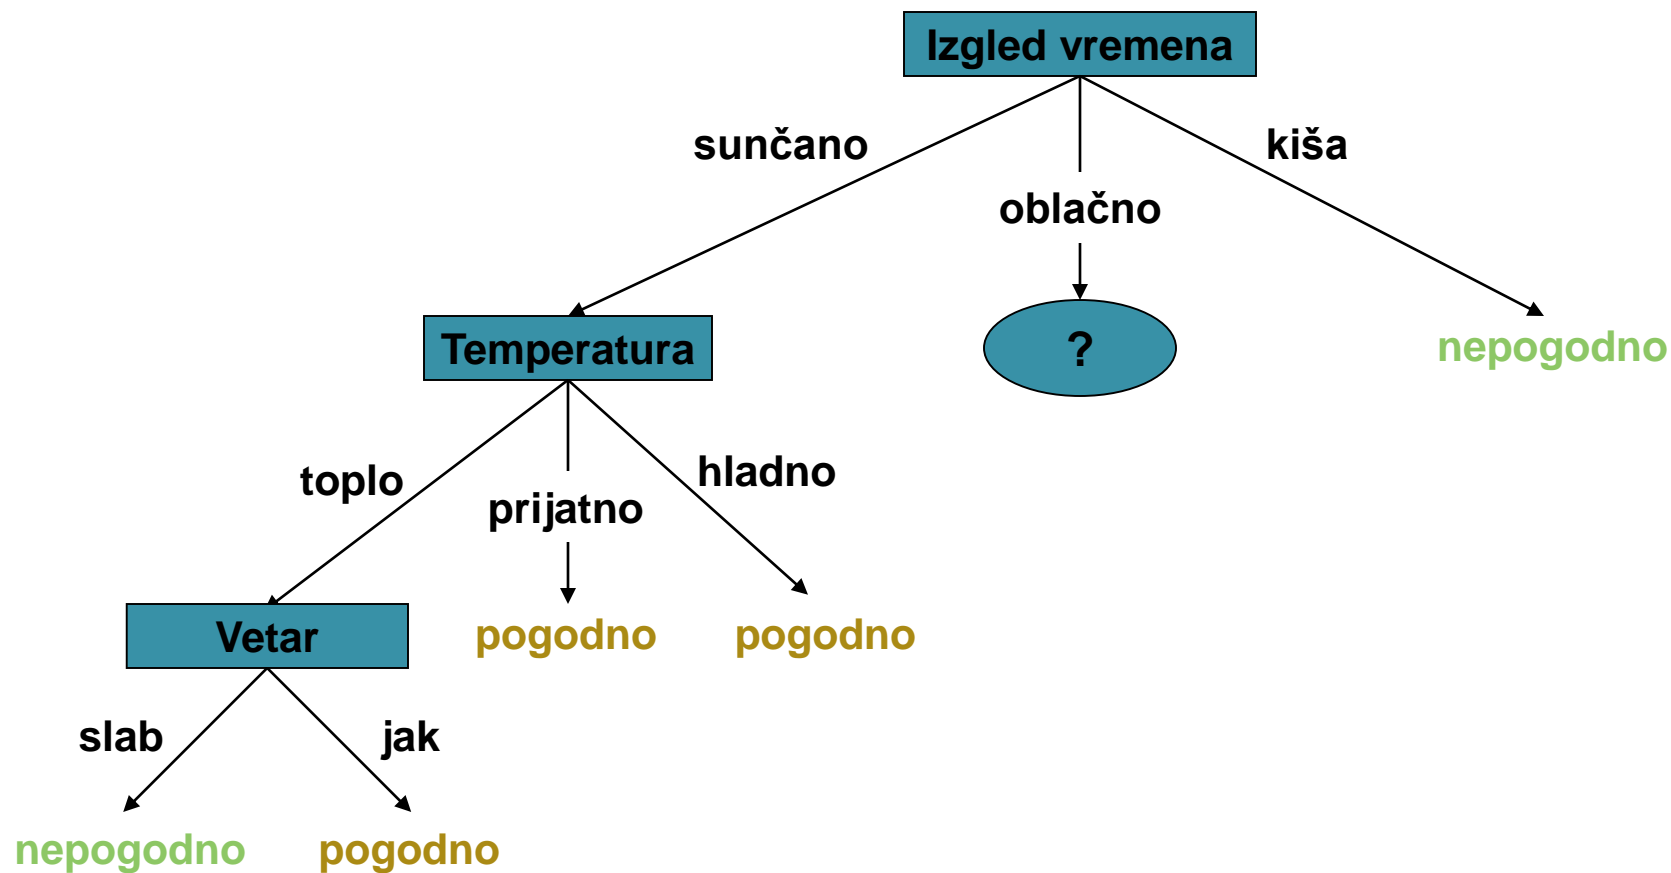 Izgled vremena
sunčano
kiša
oblačno
Temperatura
?
nepogodno
toplo
prijatno
hladno
Vetar
pogodno
pogodno
slab
jak
nepogodno
pogodno